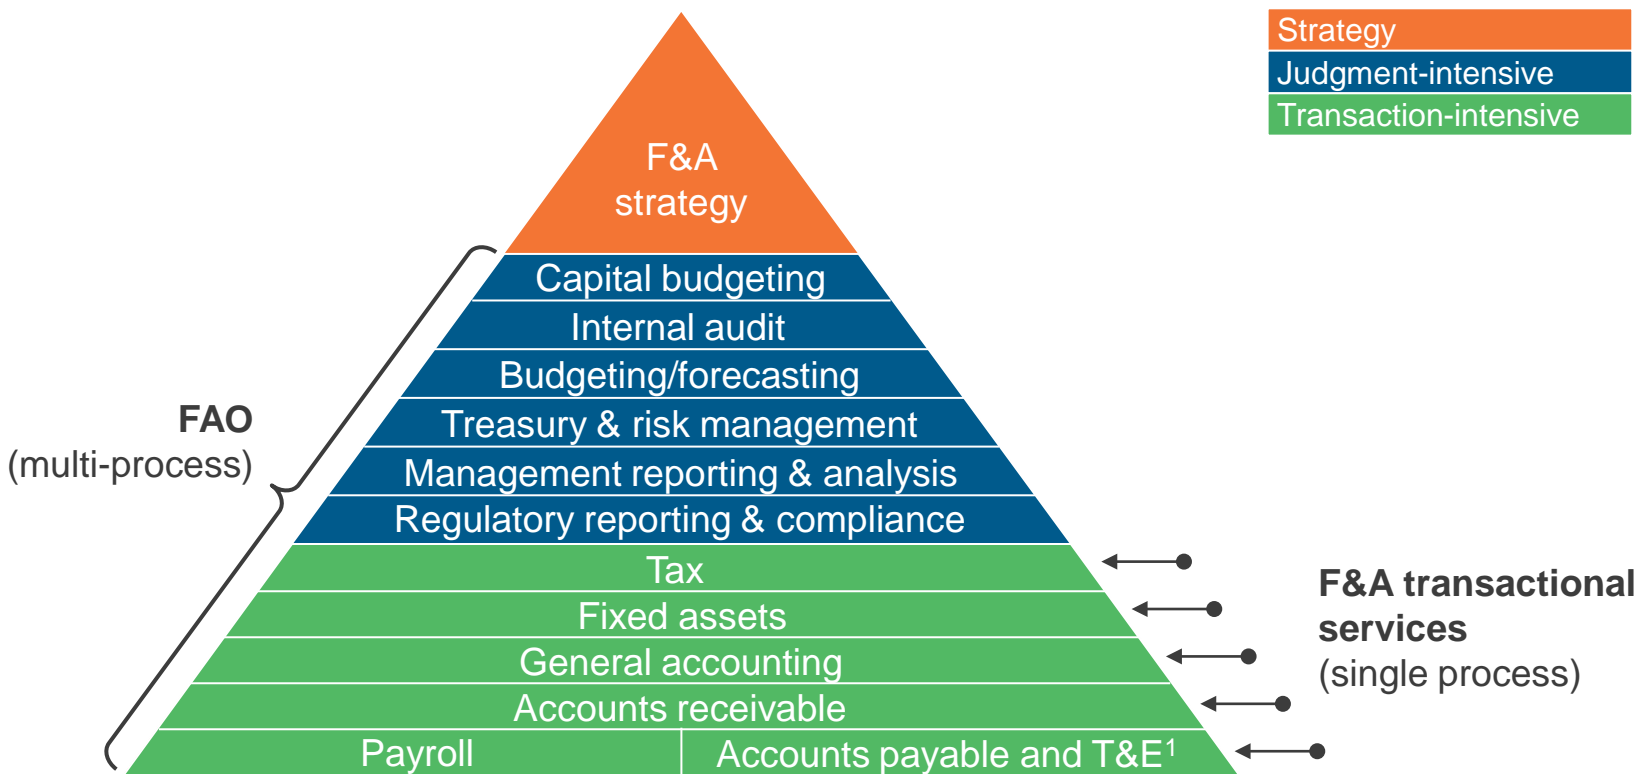 Strategy
Judgment-intensive
Transaction-intensive
F&A
strategy
Capital budgeting
Internal audit
Budgeting/forecasting
Treasury & risk management
Management reporting & analysis
Regulatory reporting & compliance
Tax
Fixed assets
General accounting
Accounts receivable
Payroll
Accounts payable and T&E¹
FAO
(multi-process)
F&A transactional
services
(single process)